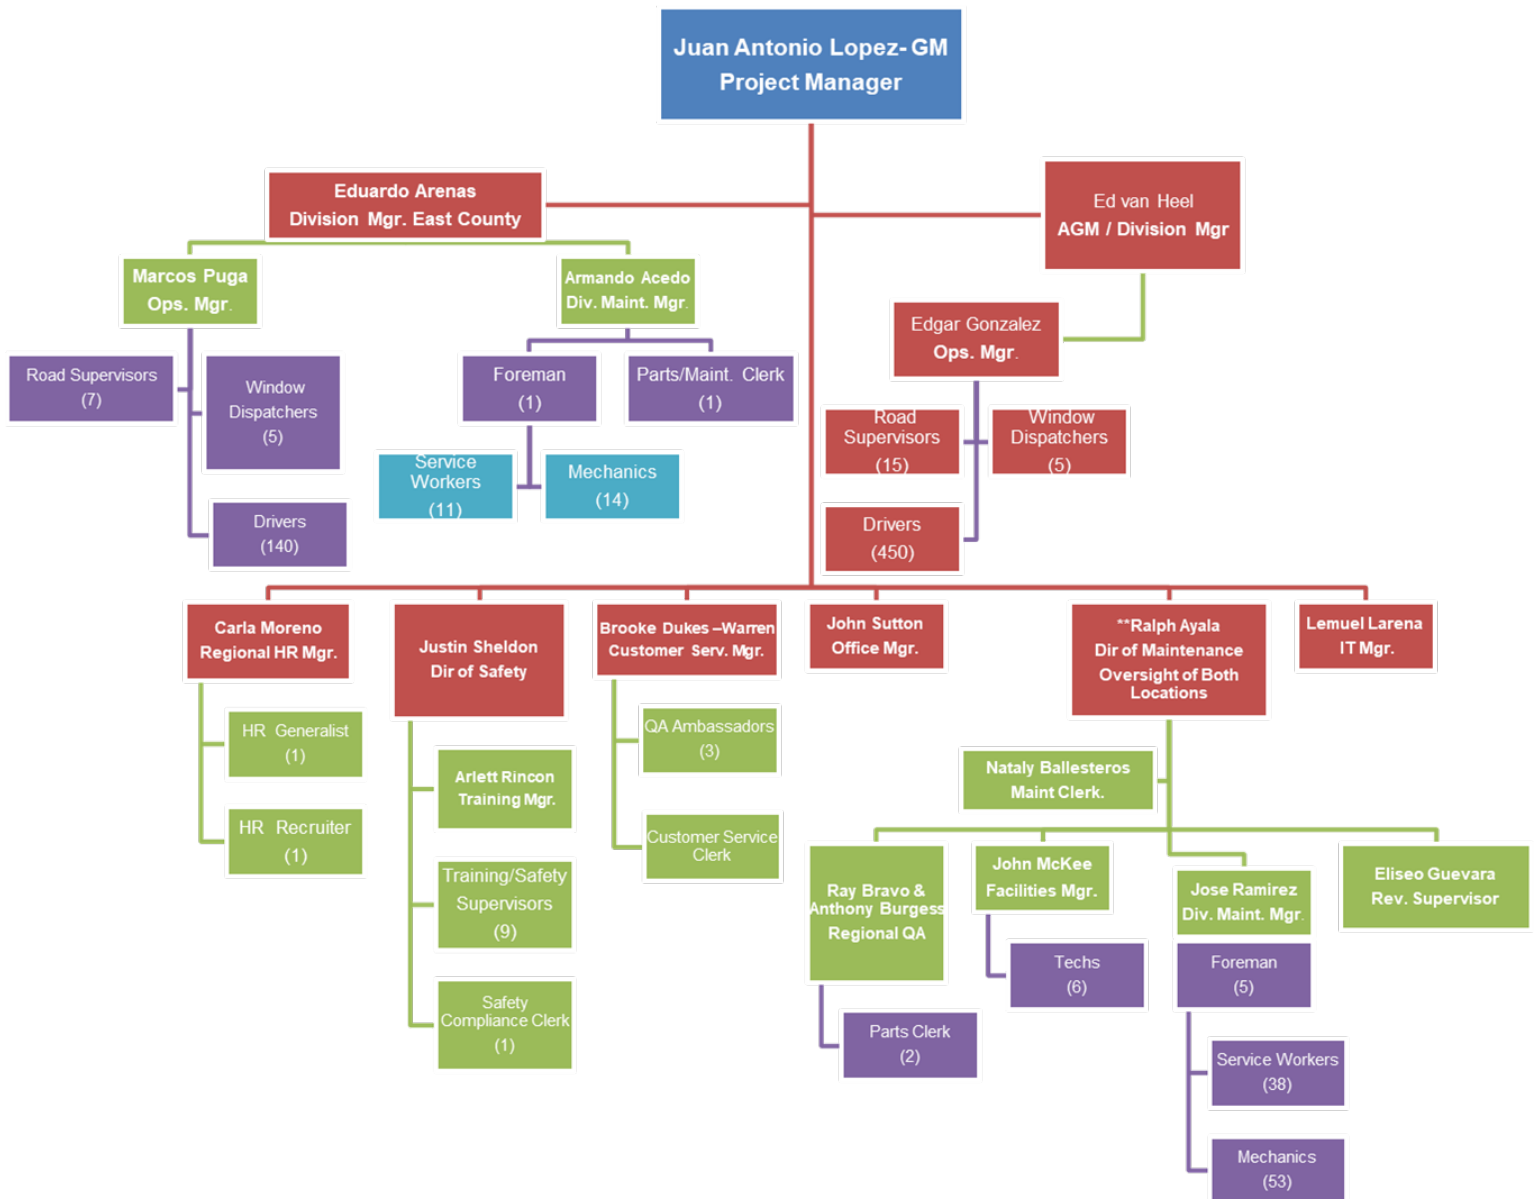 Juan Antonio Lopez- GM
Project Manager
Eduardo Arenas
Division Mgr. East County
Ed van Heel
AGM / Division Mgr
Marcos Puga
Ops. Mgr.
Armando Acedo
Div. Maint. Mgr.
Edgar Gonzalez
Ops. Mgr.
Road Supervisors
(7)
Window
Dispatchers
(5)
Foreman
(1)
Parts/Maint. Clerk
(1)
Road
Supervisors
(15)
Window
Dispatchers
(5)
Service
Workers
(11)
Mechanics
(14)
Drivers
(140)
Drivers
(450)
Carla Moreno
Regional HR Mgr.
Justin Sheldon
Dir of Safety
Brooke Dukes –Warren
Customer Serv. Mgr.
John Sutton
Office Mgr.
**Ralph Ayala
Dir of Maintenance
Oversight of Both
Locations
Lemuel Larena
IT Mgr.
HR Generalist
(1)
HR Recruiter
(1)
Arlett Rincon
Training Mgr.
Training/Safety
Supervisors
(9)
Safety
Compliance Clerk
(1)
QA Ambassadors
(3)
Customer Service
Clerk
Nataly Ballesteros
Maint Clerk.
Ray Bravo &
Anthony Burgess
Regional QA
John McKee
Facilities Mgr.
Jose Ramirez
Div. Maint. Mgr.
Eliseo Guevara
Rev. Supervisor
Parts Clerk
(2)
Techs
(6)
Foreman
(5)
Service Workers
(38)
Mechanics
(53)